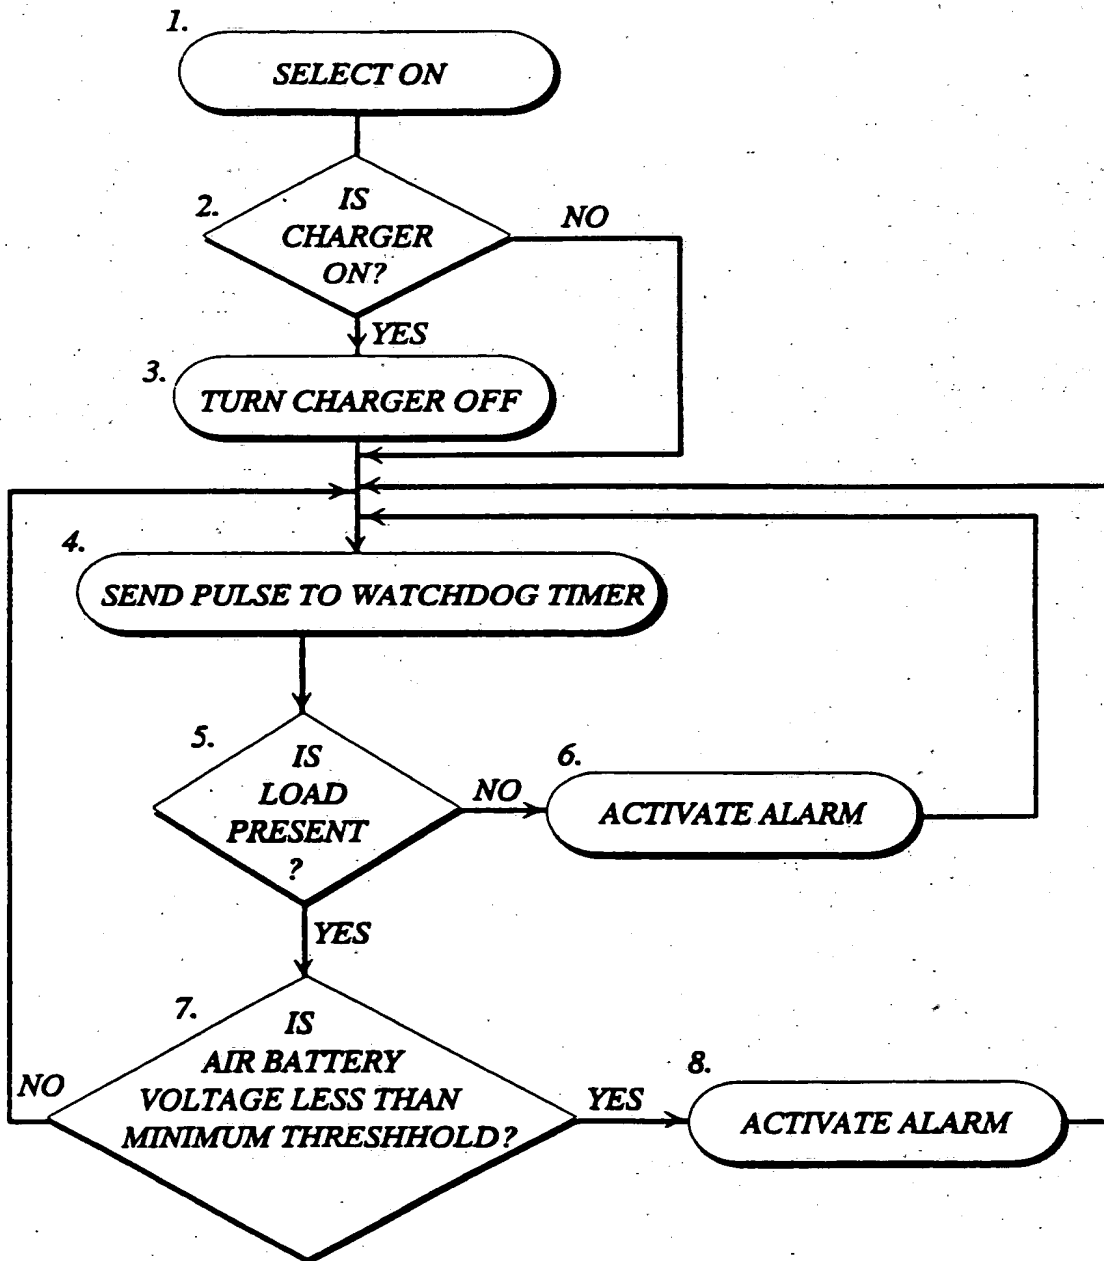 1.
SELECT ON
2.
IS
CHARGER
ON?
NO
YES
3.
TURN CHARGER OFF
4.
SEND PULSE TO WATCHDOG TIMER
5.
IS
LOAD
PRESENT
?
NO
6.
ACTIVATE ALARM
YES
7.
IS
AIR BATTERY
VOLTAGE LESS THAN
MINIMUM THRESHHOLD?
NO
YES
8.
ACTIVATE ALARM